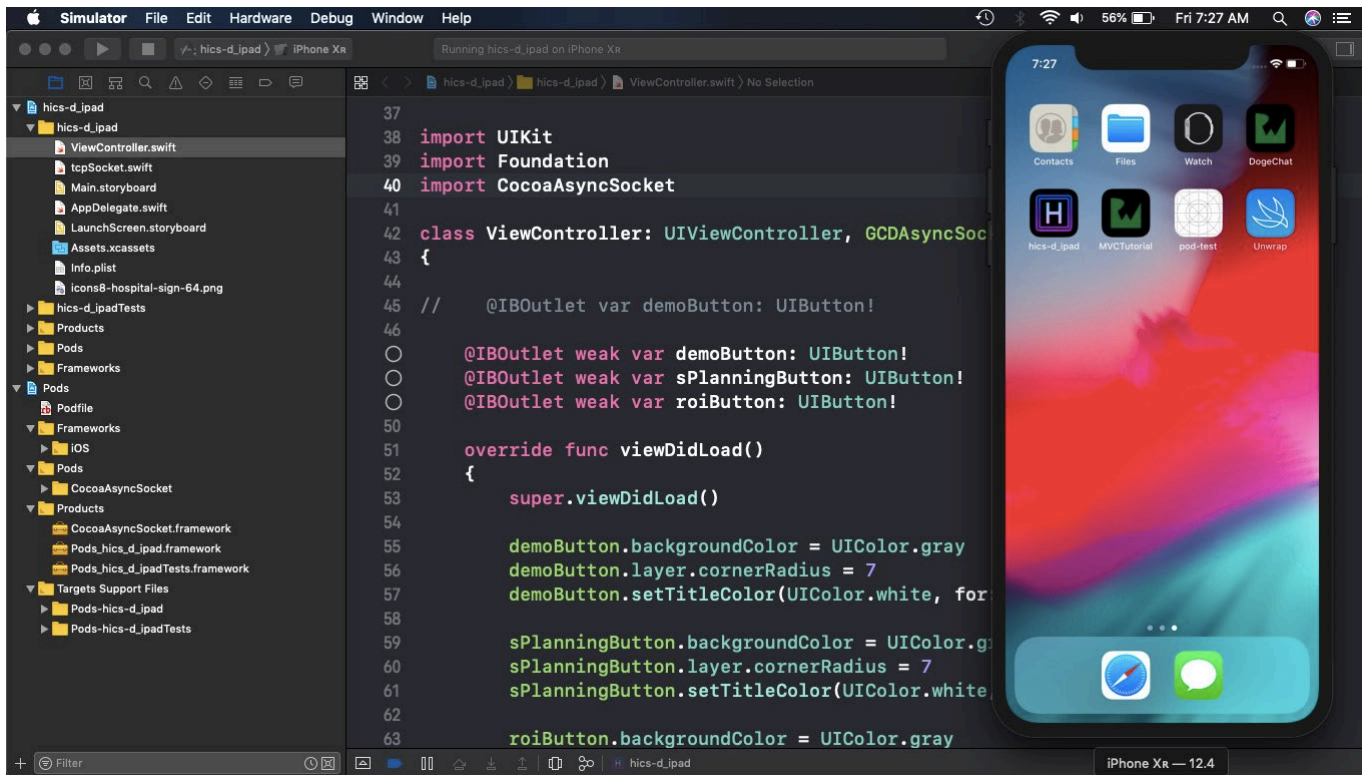 Simulator File Edit Hardware Debug Window Help 56% Fri 7:27 AM
hics-d_ipad iPhone XR Running hics-d_ipad on iPhone XR
hics-d_ipad hics-d_ipad ViewController.swift No Selection
hics-d_ipad
hics-d_ipad
ViewController.swift
tcpSocket.swift
Main.storyboard
AppDelegate.swift
LaunchScreen.storyboard
Assets.xcassets
Info.plist
icons8-hospital-sign-64.png
hics-d_ipadTests
Products
Pods
Frameworks
Pods
Podfile
Frameworks
iOS
Pods
CocoaAsyncSocket
Products
CocoaAsyncSocket.framework
Pods_hics_d_ipad.framework
Pods_hics_d_ipadTests.framework
Targets Support Files
Pods-hics-d_ipad
Pods-hics-d_ipadTests
Filter
37
38 import UIKit
39 import Foundation
40 import CocoaAsyncSocket
41
42 class ViewController: UIViewController, GCDAsyncSoc
43 {
44
45 // @IBOutlet var demoButton: UIButton!
46
@IBOutlet weak var demoButton: UIButton!
@IBOutlet weak var sPlanningButton: UIButton!
@IBOutlet weak var roiButton: UIButton!
50
51 override func viewDidLoad()
52 {
53 super.viewDidLoad()
54
55 demoButton.backgroundColor = UIColor.gray
56 demoButton.layer.cornerRadius = 7
57 demoButton.setTitleColor(UIColor.white, for:
58
59 sPlanningButton.backgroundColor = UIColor.g
60 sPlanningButton.layer.cornerRadius = 7
61 sPlanningButton.setTitleColor(UIColor.white,
62
63 roiButton.backgroundColor = UIColor.gray
hics-d_ipad
7:27
Contacts Files Watch DogeChat
H
hics-d_ipad MVCTutorial pod-test Unwrap
iPhone XR — 12.4